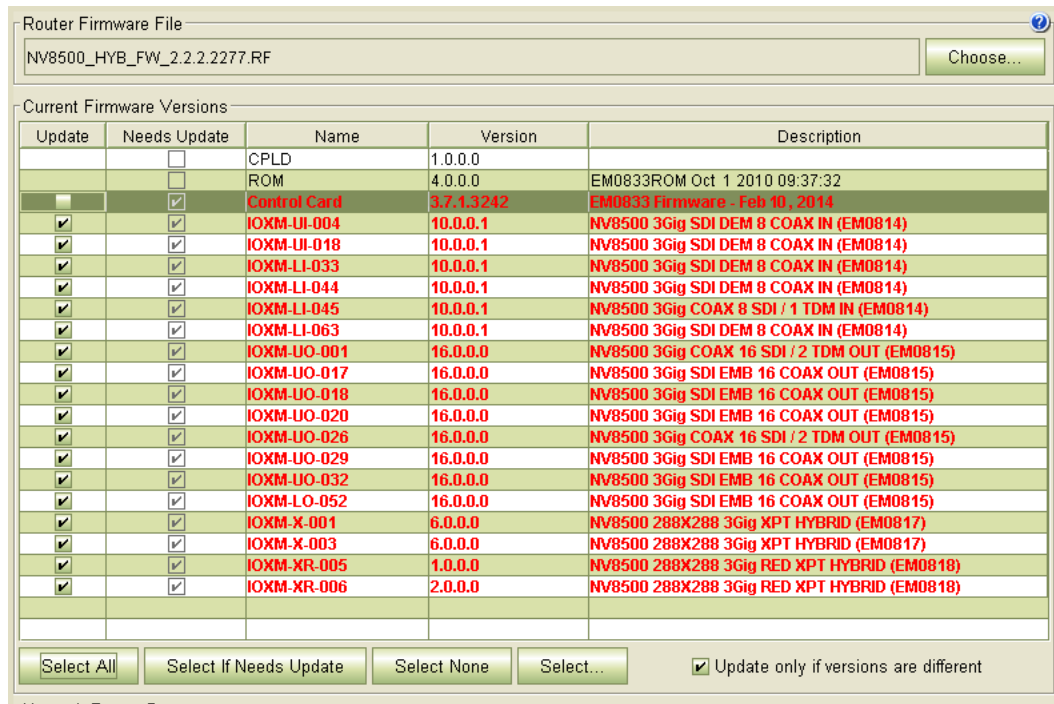 Router Firmware File
NV8500_HYB_FW_2.2.2.2277.RF
Choose...
Current Firmware Versions
Update Needs Update Name Version Description
CPLD 1.0.0.0
ROM 4.0.0.0 EM0833ROM Oct 1 2010 09:37:32
Control Card 3.7.1.3242 EM0833 Firmware - Feb 10, 2014
IOXM-UI-004 10.0.0.1 NV8500 3Gig SDI DEM 8 COAX IN (EM0814)
IOXM-UI-018 10.0.0.1 NV8500 3Gig SDI DEM 8 COAX IN (EM0814)
IOXM-LI-033 10.0.0.1 NV8500 3Gig SDI DEM 8 COAX IN (EM0814)
IOXM-LI-044 10.0.0.1 NV8500 3Gig SDI DEM 8 COAX IN (EM0814)
IOXM-LI-045 10.0.0.1 NV8500 3Gig COAX 8 SDI / 1 TDM IN (EM0814)
IOXM-LI-063 10.0.0.1 NV8500 3Gig SDI DEM 8 COAX IN (EM0814)
IOXM-UO-001 16.0.0.0 NV8500 3Gig COAX 16 SDI / 2 TDM OUT (EM0815)
IOXM-UO-017 16.0.0.0 NV8500 3Gig SDI EMB 16 COAX OUT (EM0815)
IOXM-UO-018 16.0.0.0 NV8500 3Gig SDI EMB 16 COAX OUT (EM0815)
IOXM-UO-020 16.0.0.0 NV8500 3Gig SDI EMB 16 COAX OUT (EM0815)
IOXM-UO-026 16.0.0.0 NV8500 3Gig COAX 16 SDI / 2 TDM OUT (EM0815)
IOXM-UO-029 16.0.0.0 NV8500 3Gig SDI EMB 16 COAX OUT (EM0815)
IOXM-UO-032 16.0.0.0 NV8500 3Gig SDI EMB 16 COAX OUT (EM0815)
IOXM-LO-052 16.0.0.0 NV8500 3Gig SDI EMB 16 COAX OUT (EM0815)
IOXM-X-001 6.0.0.0 NV8500 288X288 3Gig XPT HYBRID (EM0817)
IOXM-X-003 6.0.0.0 NV8500 288X288 3Gig XPT HYBRID (EM0817)
IOXM-XR-005 1.0.0.0 NV8500 288X288 3Gig RED XPT HYBRID (EM0818)
IOXM-XR-006 2.0.0.0 NV8500 288X288 3Gig RED XPT HYBRID (EM0818)
Select All Select If Needs Update Select None Select... Update only if versions are different